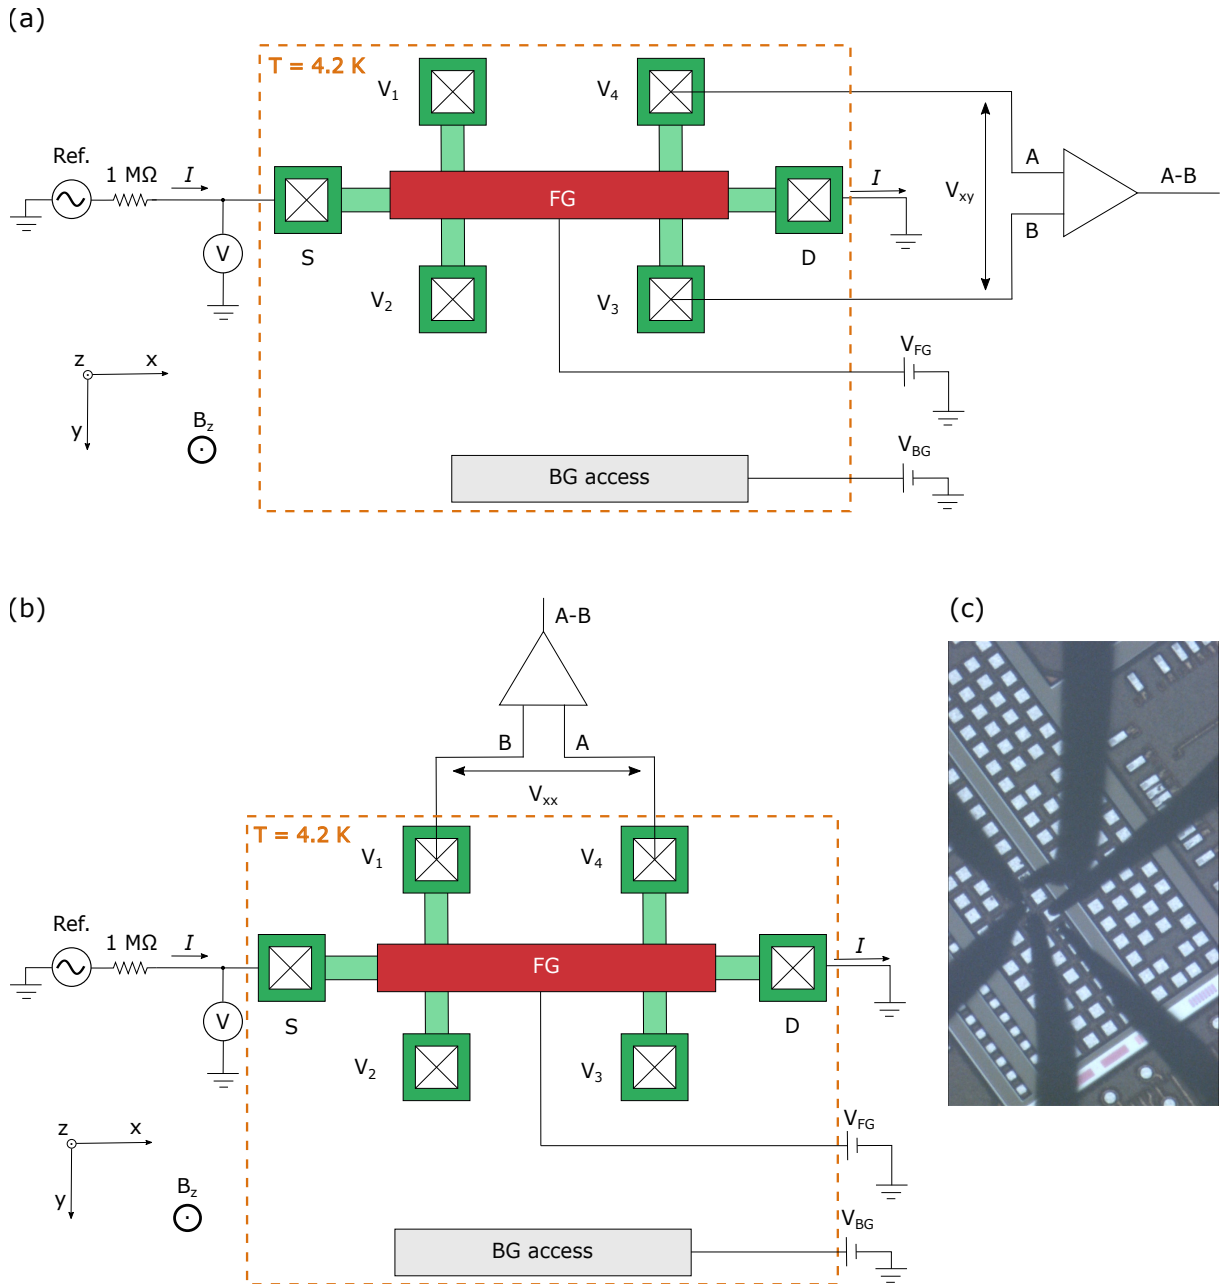 (a)
T = 4.2 K
V1
V4
Ref.
1 MΩ
I
A
A-B
FG
I
Vxy
V
B
S
D
V2
V3
z
x
VFG
y
Bz
VBG
BG access
(b)
(c)
A-B
B
A
Vxx
T = 4.2 K
V1
V4
Ref.
1 MΩ
I
FG
I
V
S
D
V2
V3
z
x
VFG
y
Bz
VBG
BG access